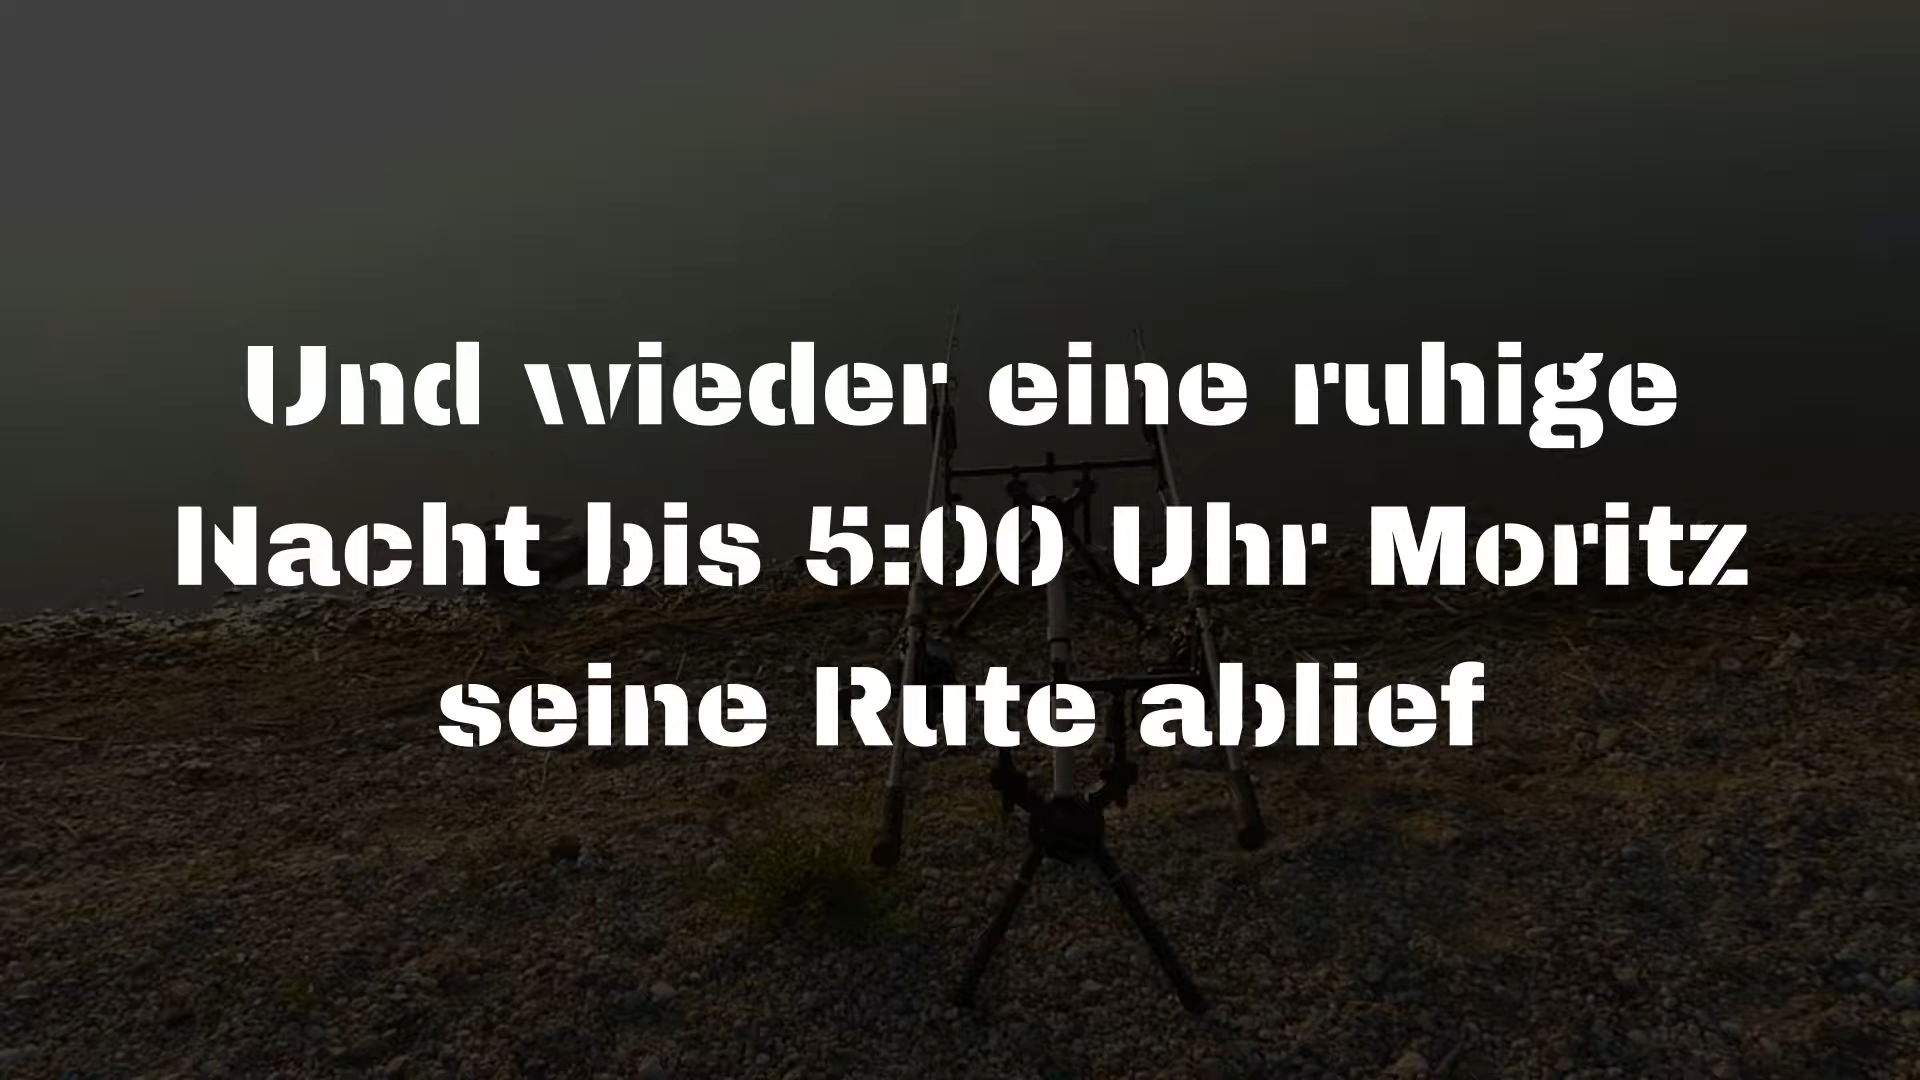 Und wieder eine ruhige
Nacht bis 5:00 Uhr Moritz
seine Rute ablief